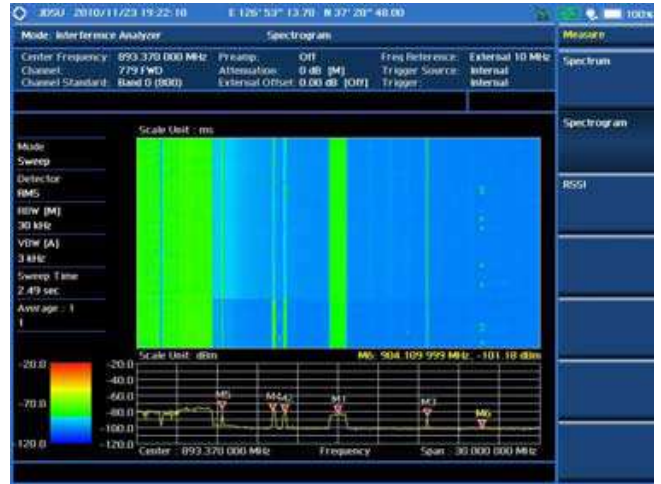 JDSU 2010/11/23 19:22:10 E 126° 53" 13.70 N 37° 20" 48.00 100%
Mode: Interference Analyzer Spectrogram Measure
Center Frequency: 893.370 000 MHz Preamp: Off Freq Reference: External 10 MHz
Channel: 779 FWD Attenuation 0 dB [M] Trigger Source: Internal
Channel Standard: Band 0 (800) External Offset: 0.00 dB [Off] Trigger: Internal
Spectrum
Spectrogram
RSSI
Scale Unit : ms
Mode
Sweep
Detector
RMS
RBW [M]
30 kHz
VBW [A]
3 kHz
Sweep Time
2.49 sec
Average : 1
1
Scale Unit: dBm M6: 904.109 999 MHz, -101.18 dBm
-20.0
-70.0
-120.0
-20.0
-40.0
-60.0
-80.0
-100.0
-120.0
M5 M4 M2 M1 M3 M6
Center : 893.370 000 MHz Frequency Span : 30.000 000 MHz